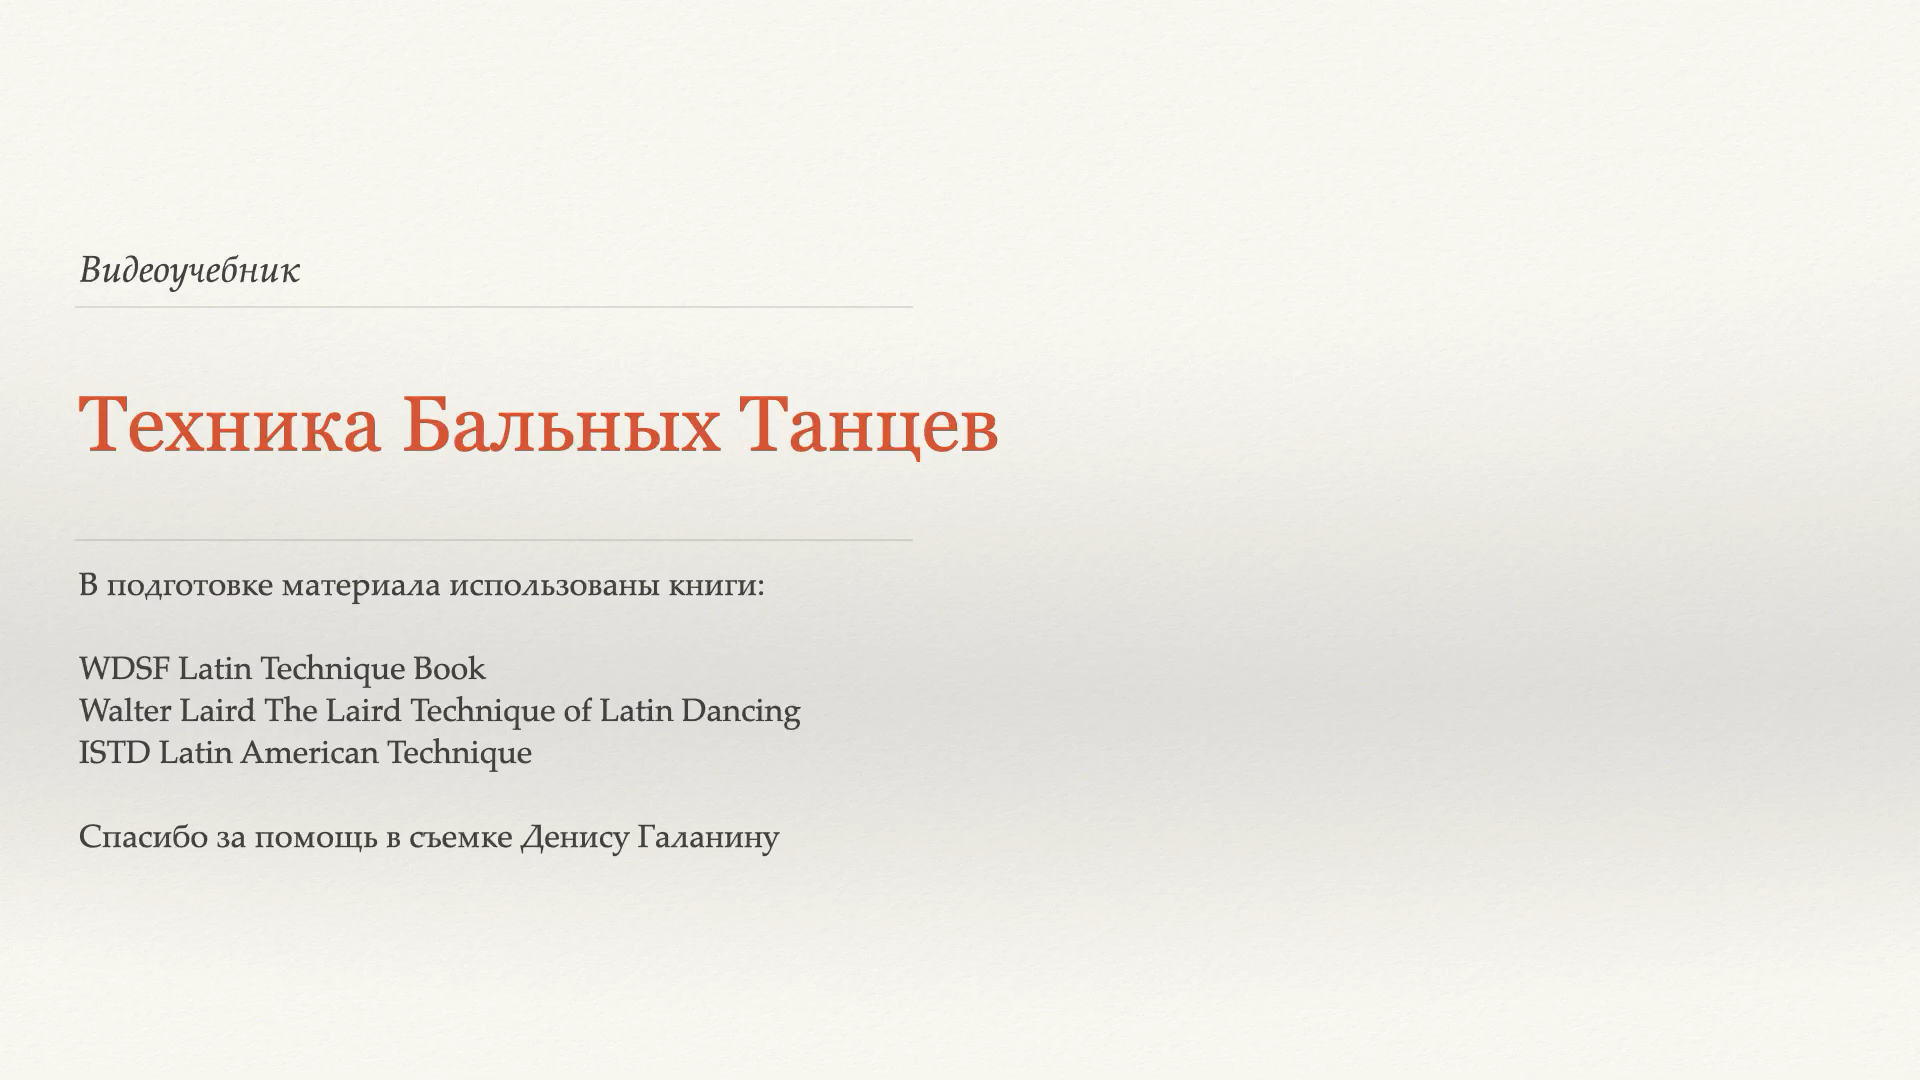 Видеоучебник
Техника Бальных Танцев
В подготовке материала использованы книги:
WDSF Latin Technique Book
Walter Laird The Laird Technique of Latin Dancing
ISTD Latin American Technique
Спасибо за помощь в съемке Денису Галанину